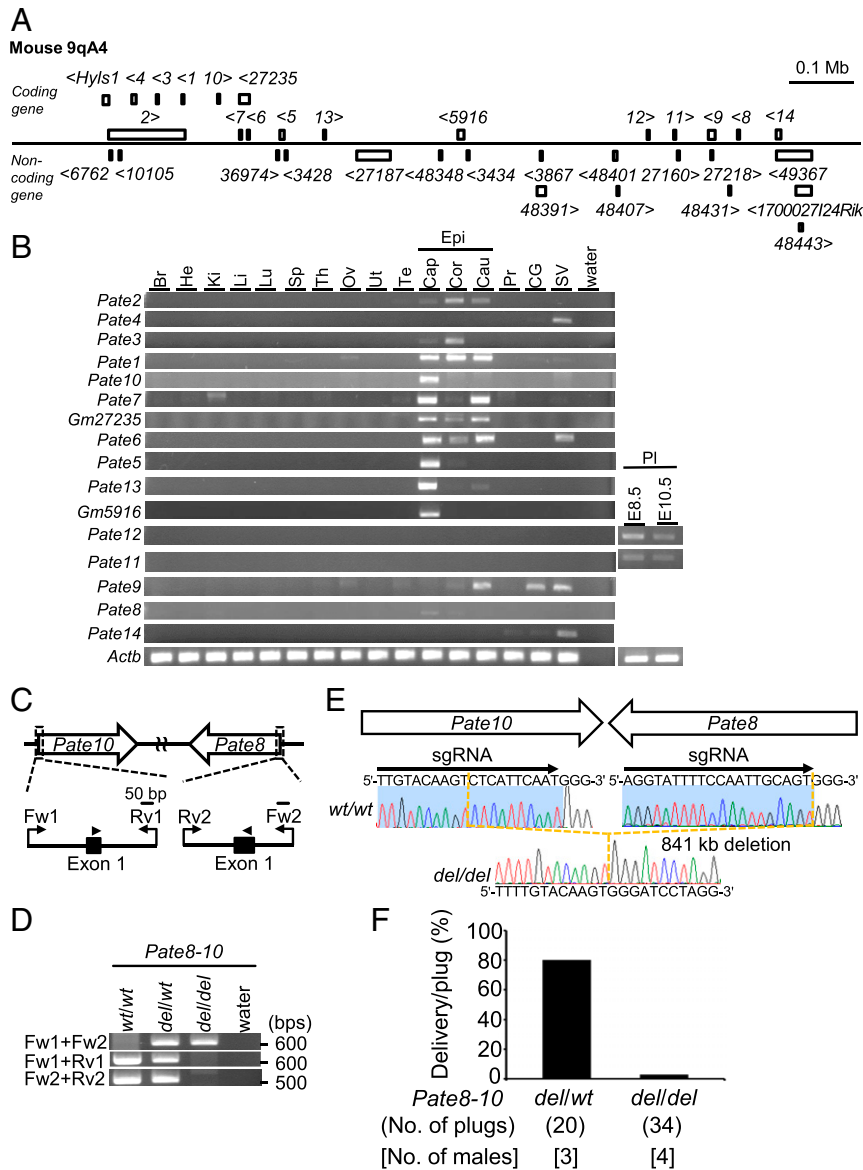 A
Mouse 9qA4
<Hyls1 <4 <3 <1 10> <27235
0.1 Mb
Coding gene
2> <7 <6 <5 13> <5916 12> 11> <9 <8 <14
Non-coding gene
<6762 <10105 36974> <3428 <27187 <48348 <3434 <3867 <48401 27160> 27218> <49367
48391> 48407> 48431> <1700027I24Rik
48443>
B
Epi
Br He Ki Li Lu Sp Th Ov Ut Te Cap Cor Cau Pr CG SV water
Pate2
Pate4
Pate3
Pate1
Pate10
Pate7
Gm27235
Pate6
Pate5
Pate13
Gm5916
Pate12
Pate11
Pate9
Pate8
Pate14
Actb
Pl
E8.5 E10.5
C
Pate10 Pate8
50 bp
Fw1 Rv1 Rv2 Fw2
Exon 1 Exon 1
D
Pate8-10
wt/wt del/wt del/del water (bps)
Fw1+Fw2 600
Fw1+Rv1 600
Fw2+Rv2 500
E
Pate10 Pate8
sgRNA sgRNA
5'-TTGTACAAGTCTCATTCAATGGG-3' 5'-AGGTATTTTCCAATTGCAGTSGG-3'
wt/wt
841 kb deletion
del/del
5'-TTTTGTACAAGTGGGATCCTAGG-3'
F
Delivery/plug (%)
80
60
40
20
0
Pate8-10 del/wt del/del
(No. of plugs) (20) (34)
[No. of males] [3] [4]